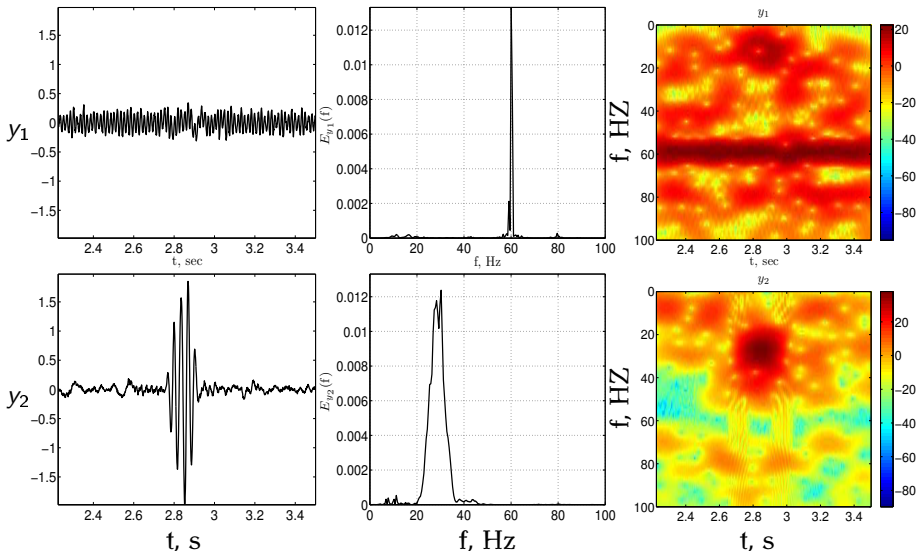 y1
1.5
1
0.5
0
−0.5
−1
−1.5
2.4 2.6 2.8 3 3.2 3.4
t, sec
E_{y1}(f)
0.012
0.01
0.008
0.006
0.004
0.002
0
0 20 40 60 80 100
f, Hz
y1
f, HZ
0
20
40
60
80
100
2.4 2.6 2.8 3 3.2 3.4
t, sec
20
0
−20
−40
−60
−80
y2
1.5
1
0.5
0
−0.5
−1
−1.5
2.4 2.6 2.8 3 3.2 3.4
t, s
E_{y2}(f)
0.012
0.01
0.008
0.006
0.004
0.002
0
0 20 40 60 80 100
f, Hz
y2
f, HZ
0
20
40
60
80
100
2.4 2.6 2.8 3 3.2 3.4
t, s
20
0
−20
−40
−60
−80